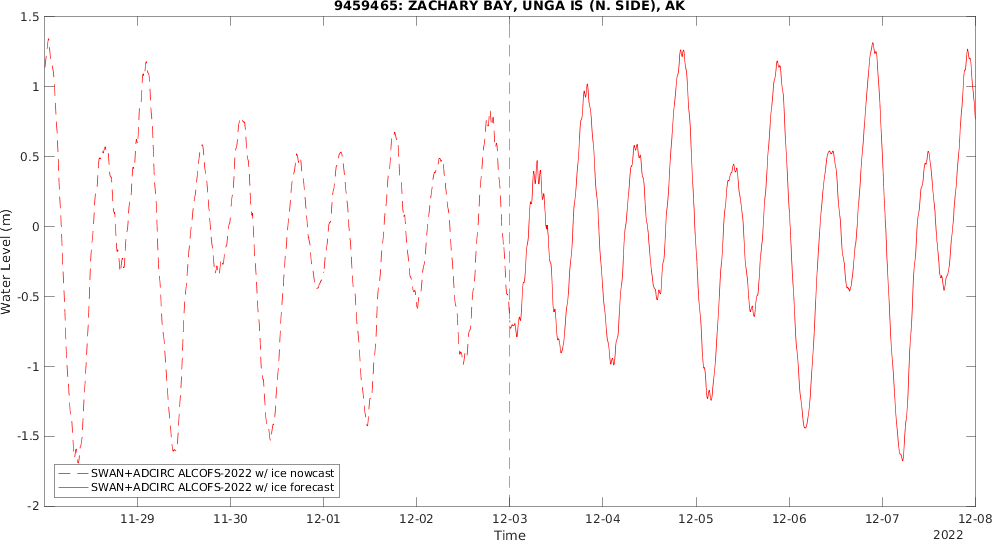 9459465: ZACHARY BAY, UNGA IS (N. SIDE), AK
1.5
1
0.5
0
-0.5
-1
-1.5
-2
Water Level (m)
SWAN+ADCIRC ALCOFS-2022 w/ ice nowcast
SWAN+ADCIRC ALCOFS-2022 w/ ice forecast
11-29 11-30 12-01 12-02 12-03 12-04 12-05 12-06 12-07 12-08
Time
2022